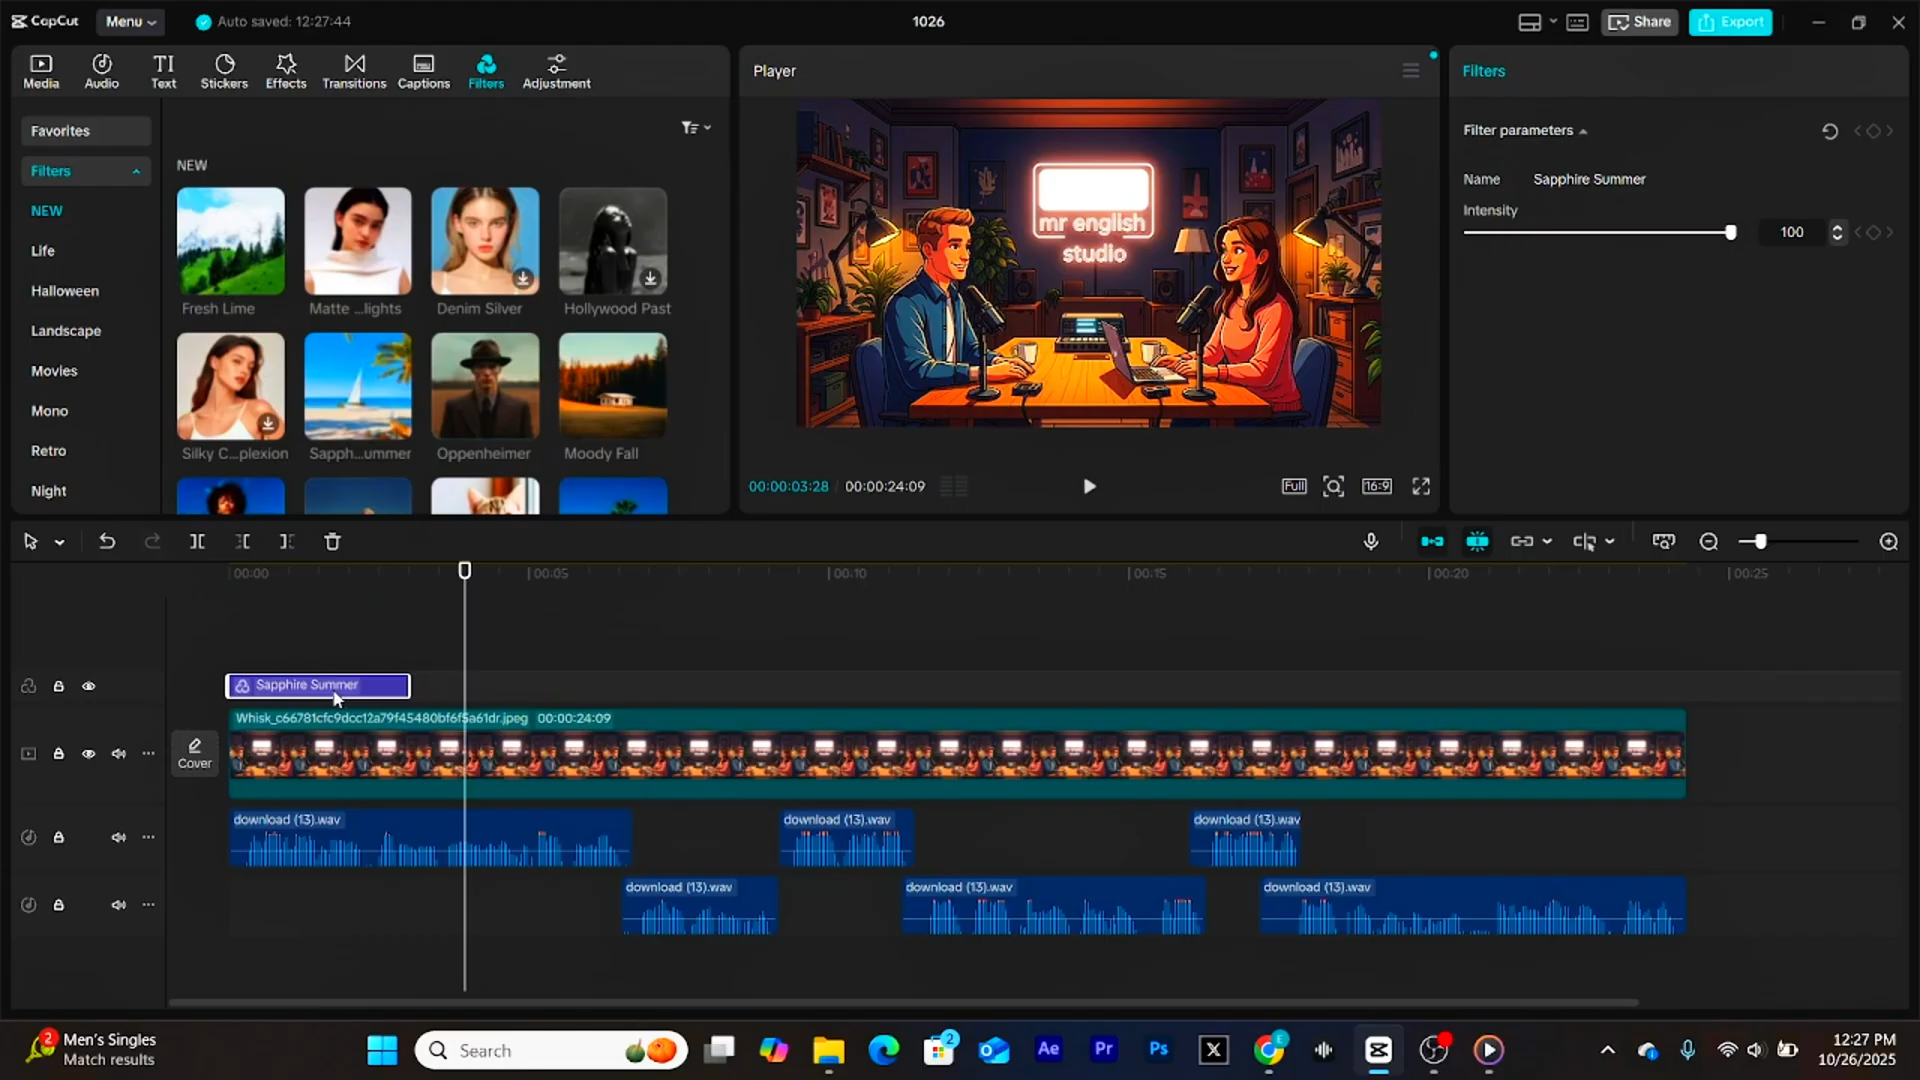 CapCut
Menu
Auto saved: 12:27:44
1026
Share
Export
Media
Audio
TI
Text
Stickers
Effects
Transitions
Captions
Filters
Adjustment
Favorites
Filters
NEW
Life
Halloween
Landscape
Movies
Mono
Retro
Night
NEW
Fresh Lime
Matte ...lights
Denim Silver
Hollywood Past
Silky C...plexion
Sapph...ummer
Oppenheimer
Moody Fall
Player
mr english
studio
00:00:03:28 / 00:00:24:09
Full
16:9
Filters
Filter parameters
Name Sapphire Summer
Intensity
100
00:00
00:05
00:10
00:15
00:20
00:25
Sapphire Summer
Cover
Whisk_c66781cfc9dcc12a79f45480bf6f5a61dr.jpeg 00:00:24:09
download (13).wav
download (13).wav
download (13).wav
download (13).wav
download (13).wav
download (13).wav
2
Men's Singles
Match results
Search
2
Ae
Pr
Ps
X
E
12:27 PM
10/26/2025